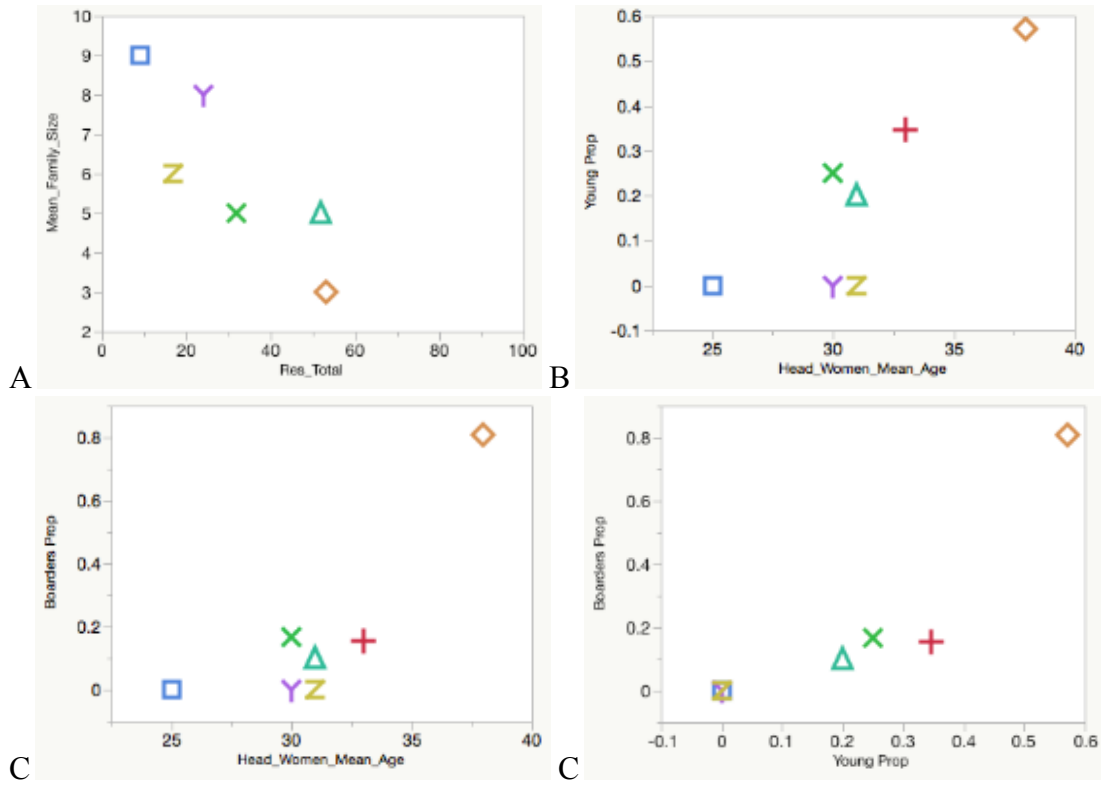 10
9
8
7
6
5
4
3
2
Mean_Family_Size
0 20 40 60 80 100
Res_Total
A
0.6
0.5
0.4
0.3
0.2
0.1
0
-0.1
Young Prop
25 30 35 40
Head_Women_Mean_Age
B
0.8
0.6
0.4
0.2
0
Boarders Prop
25 30 35 40
Head_Women_Mean_Age
C
0.8
0.6
0.4
0.2
0
Boarders Prop
-0.1 0 0.1 0.2 0.3 0.4 0.5 0.6
Young Prop
C